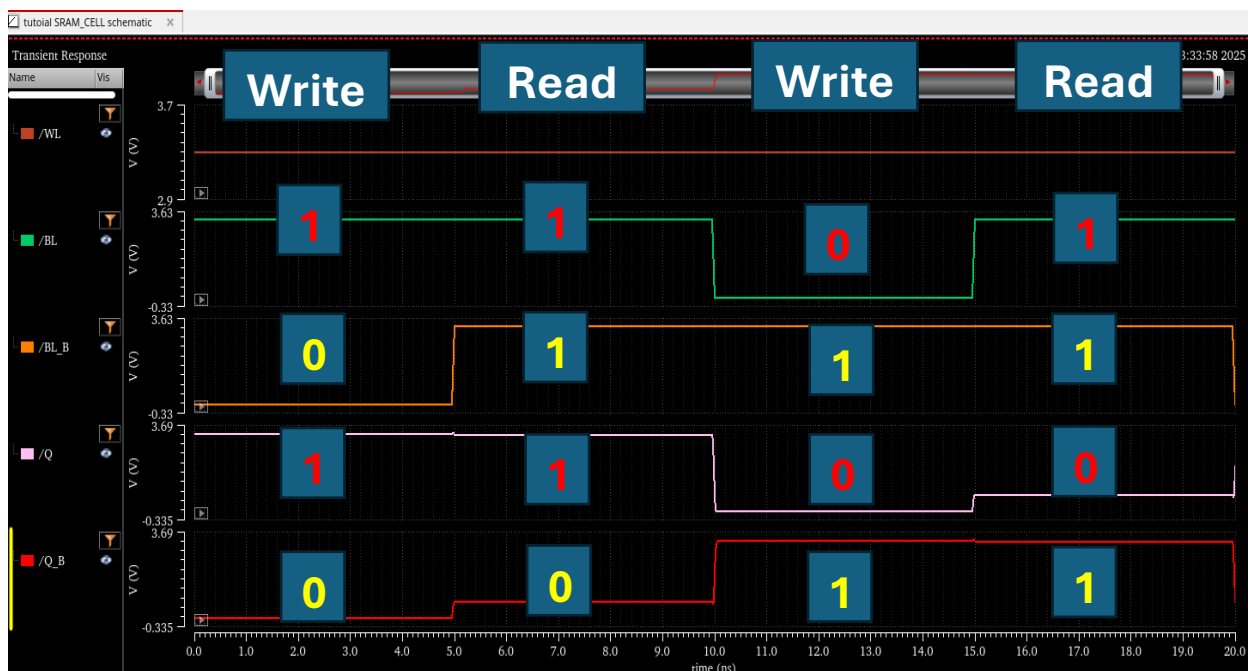 tutoial SRAM_CELL schematic ×
Transient Response
3:33:58 2025
Name Vis
Write Read Write Read
3.7
/WL
V (V)
2.9
3.63
1 1 0 1
/BL
V (V)
-0.33
3.63
0 1 1 1
/BL_B
V (V)
-0.33
3.69
1 1 0 0
/Q
V (V)
-0.335
3.69
0 0 1 1
/Q_B
V (V)
-0.335
0.0 1.0 2.0 3.0 4.0 5.0 6.0 7.0 8.0 9.0 10.0 11.0 12.0 13.0 14.0 15.0 16.0 17.0 18.0 19.0 20.0
time (ns)